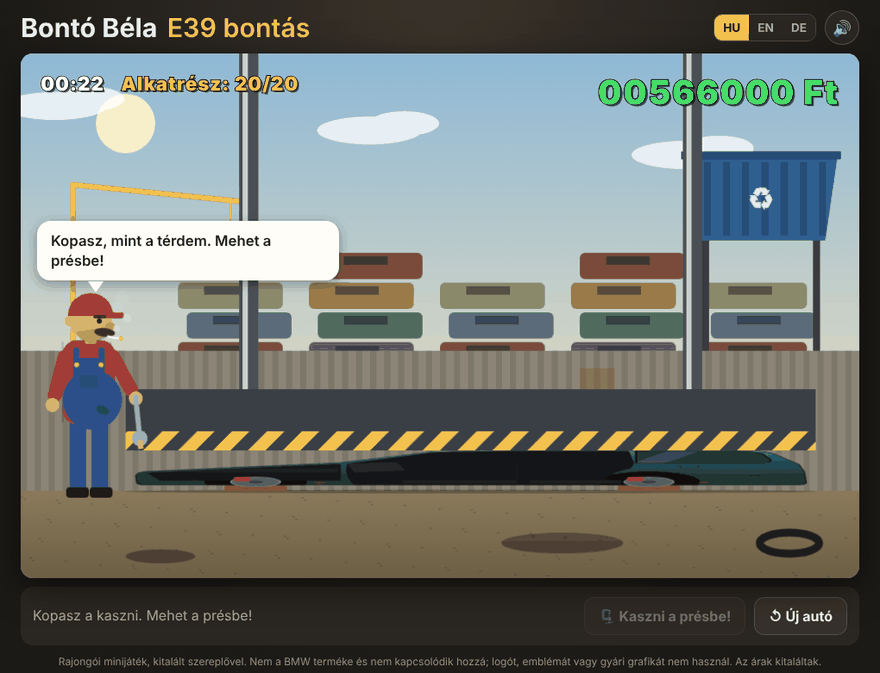 Bontó Béla E39 bontás
HU EN DE
00:22 Alkatrész: 20/20
00566000 Ft
Kopasz, mint a térdem. Mehet a
présbe!
Kopasz a kaszni. Mehet a présbe!
Kaszni a présbe!
Új autó
Rajongói minijáték, kitalált szereplővel. Nem a BMW terméke és nem kapcsolódik hozzá; logót, emblémát vagy gyári grafikát nem használ. Az árak kitaláltak.